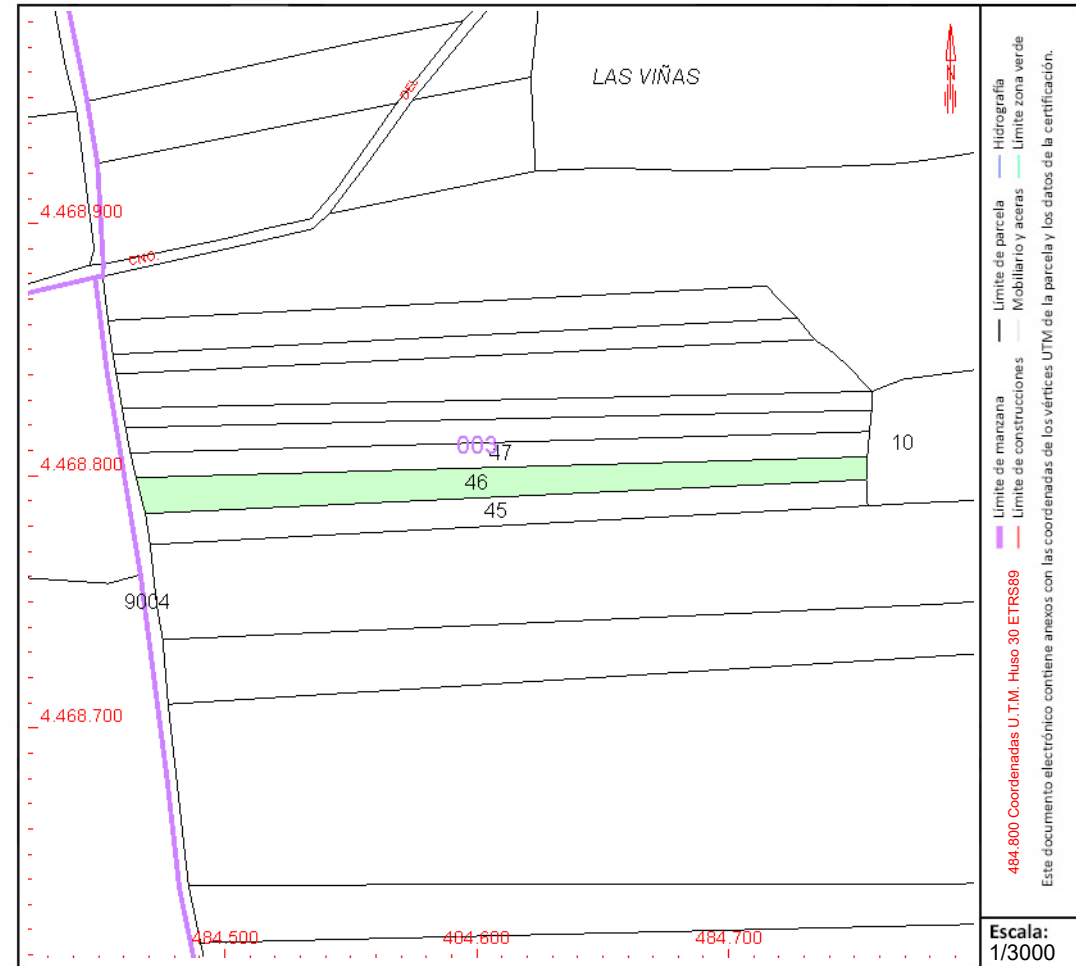 LAS VIÑAS
DEL
4.468.900
CNO.
003
47
10
4.468.800
46
45
9004
4.468.700
484.500
484.600
484.700
N
484.800 Coordenadas U.T.M. Huso 30 ETRS89
Límite de manzana
Límite de construcciones
Límite de parcela
Mobiliario y aceras
Hidrografía
Límite zona verde
Este documento electrónico contiene anexos con las coordenadas de los vértices UTM de la parcela y los datos de la certificación.
Escala:
1/3000